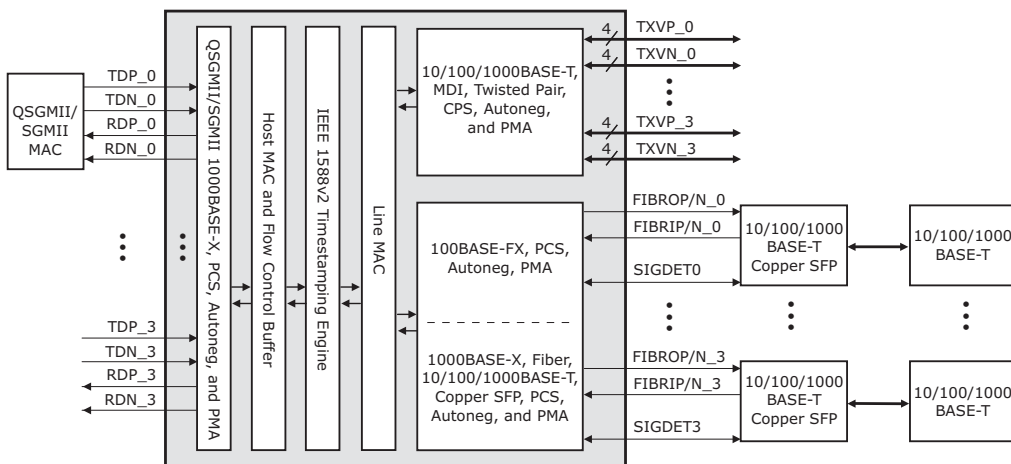 QSGMII/
SGMII
MAC
TDP_0
TDN_0
RDP_0
RDN_0
TDP_3
TDN_3
RDP_3
RDN_3
QSGMII/SGMII 1000BASE-X, PCS, Autoneg, and PMA
Host MAC and Flow Control Buffer
IEEE 1588v2 Timestamping Engine
Line MAC
10/100/1000BASE-T,
MDI, Twisted Pair,
CPS, Autoneg,
and PMA
4
TXVP_0
4
TXVN_0
4
TXVP_3
4
TXVN_3
100BASE-FX, PCS,
Autoneg, PMA
1000BASE-X, Fiber,
10/100/1000BASE-T,
Copper SFP, PCS,
Autoneg, and PMA
FIBROP/N_0
FIBRIP/N_0
SIGDET0
10/100/1000
BASE-T
Copper SFP
10/100/1000
BASE-T
FIBROP/N_3
FIBRIP/N_3
SIGDET3
10/100/1000
BASE-T
Copper SFP
10/100/1000
BASE-T